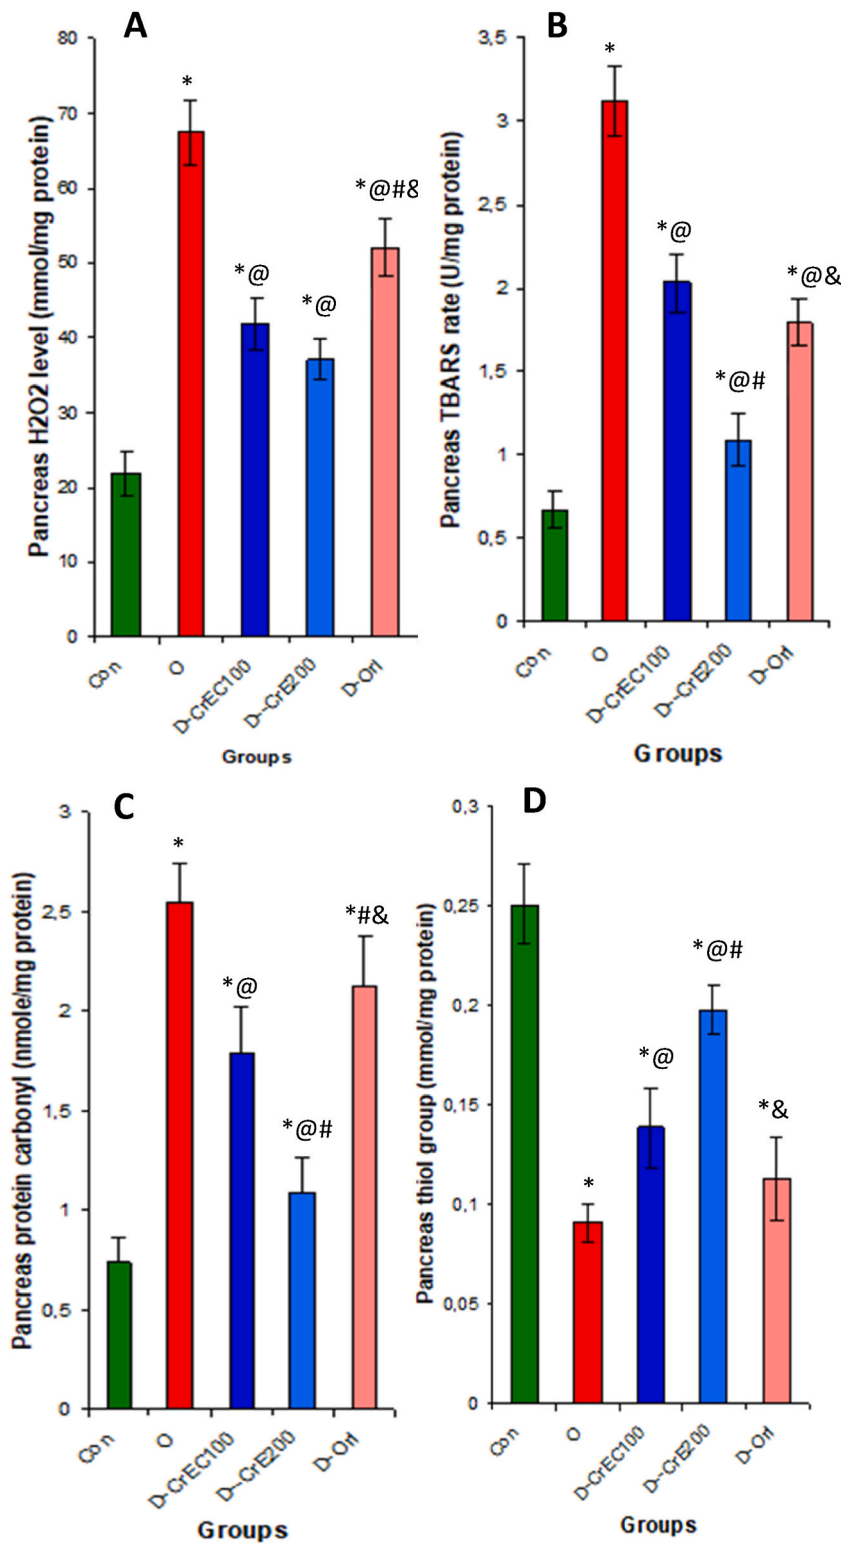 A
Pancreas H2O2 level (mmol/mg protein)
80
70
60
50
40
30
20
10
0
*
*@
*@
*@#&
Con
O
D-CrEC100
D--CrE200
D-Orl
Groups
B
Pancreas TBARS rate (U/mg protein)
3,5
3
2,5
2
1,5
1
0,5
0
*
*@
*@#
*@&
Con
O
D-CrEC100
D--CrE200
D-Orl
Groups
C
Pancreas protein carbonyl (nmole/mg protein)
3
2,5
2
1,5
1
0,5
0
*
*@
*@#
*#&
Con
O
D-CrEC100
D--CrE200
D-Orl
Groups
D
Pancreas thiol group (mmol/mg protein)
0,3
0,25
0,2
0,15
0,1
0,05
0
*
*@
*@#
*&
Con
O
D-CrEC100
D--CrE200
D-Orl
Groups